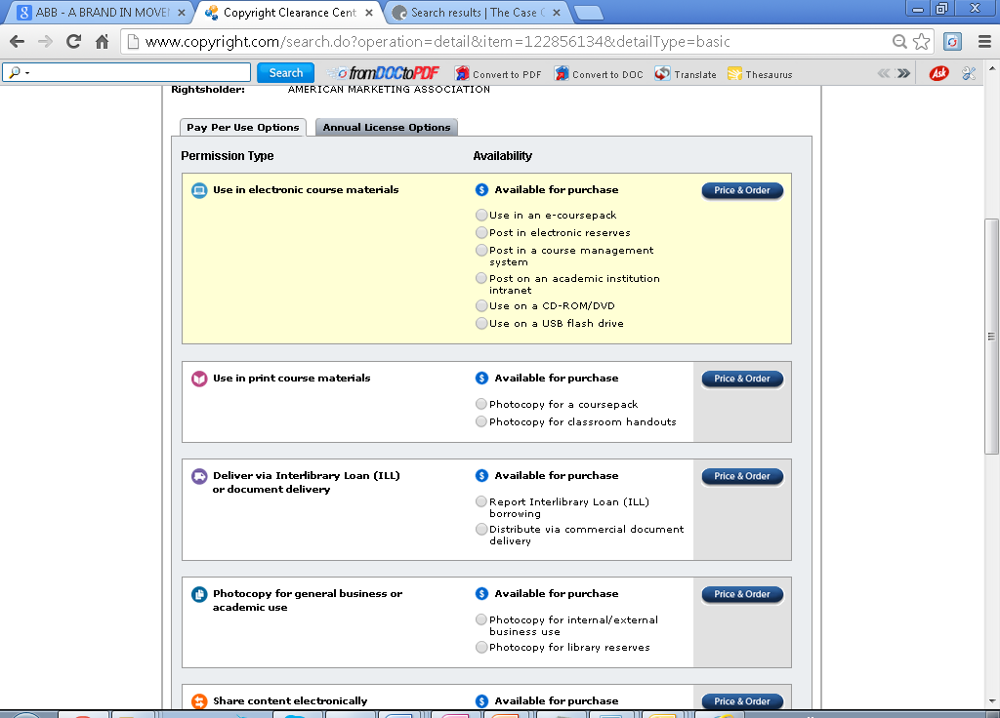 ABB - A BRAND IN MOVE
Copyright Clearance Cent
Search results | The Case
www.copyright.com/search.do?operation=detail&item=122856134&detailType=basic
Search
fromDOCtoPDF
Convert to PDF
Convert to DOC
Translate
Thesaurus
Ask
Rightsholder: AMERICAN MARKETING ASSOCIATION
Pay Per Use Options
Annual License Options
Permission Type
Availability
Use in electronic course materials
Available for purchase
Price & Order
Use in an e-coursepack
Post in electronic reserves
Post in a course management
system
Post on an academic institution
intranet
Use on a CD-ROM/DVD
Use on a USB flash drive
Use in print course materials
Available for purchase
Price & Order
Photocopy for a coursepack
Photocopy for classroom handouts
Deliver via Interlibrary Loan (ILL)
or document delivery
Available for purchase
Price & Order
Report Interlibrary Loan (ILL)
borrowing
Distribute via commercial document
delivery
Photocopy for general business or
academic use
Available for purchase
Price & Order
Photocopy for internal/external
business use
Photocopy for library reserves
Share content electronically
Available for purchase
Price & Order